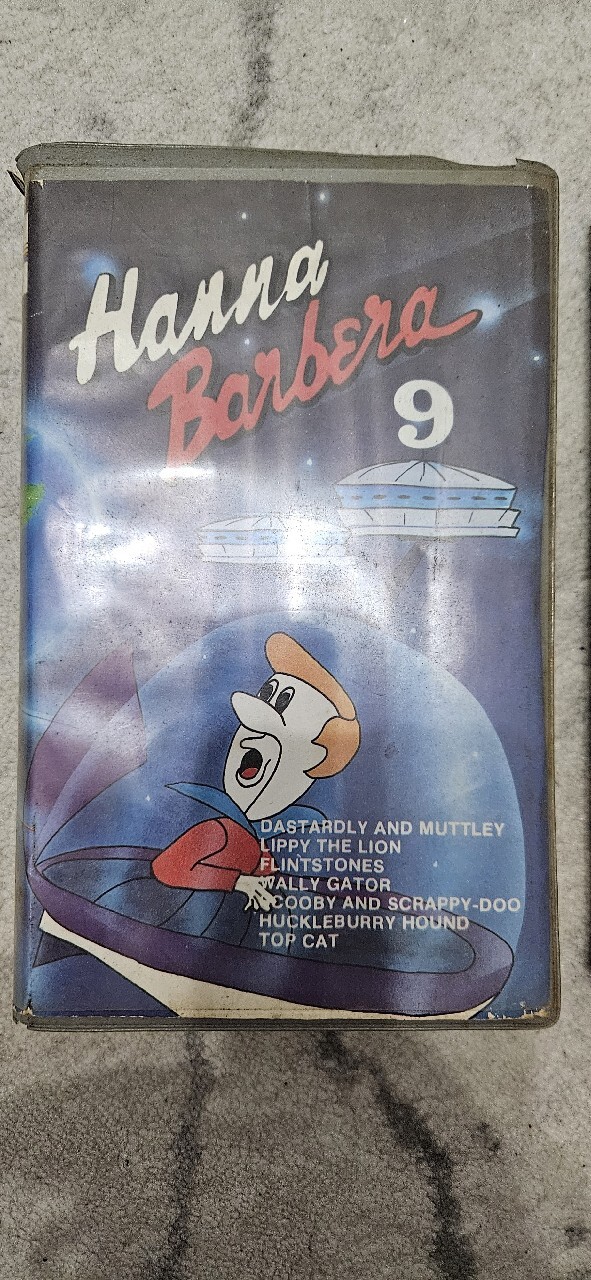 Hanna
Barbera
9
DASTARDLY AND MUTTLEY
LIPPY THE LION
FLINTSTONES
WALLY GATOR
SCOOBY AND SCRAPPY-DOO
HUCKLEBURRY HOUND
TOP CAT